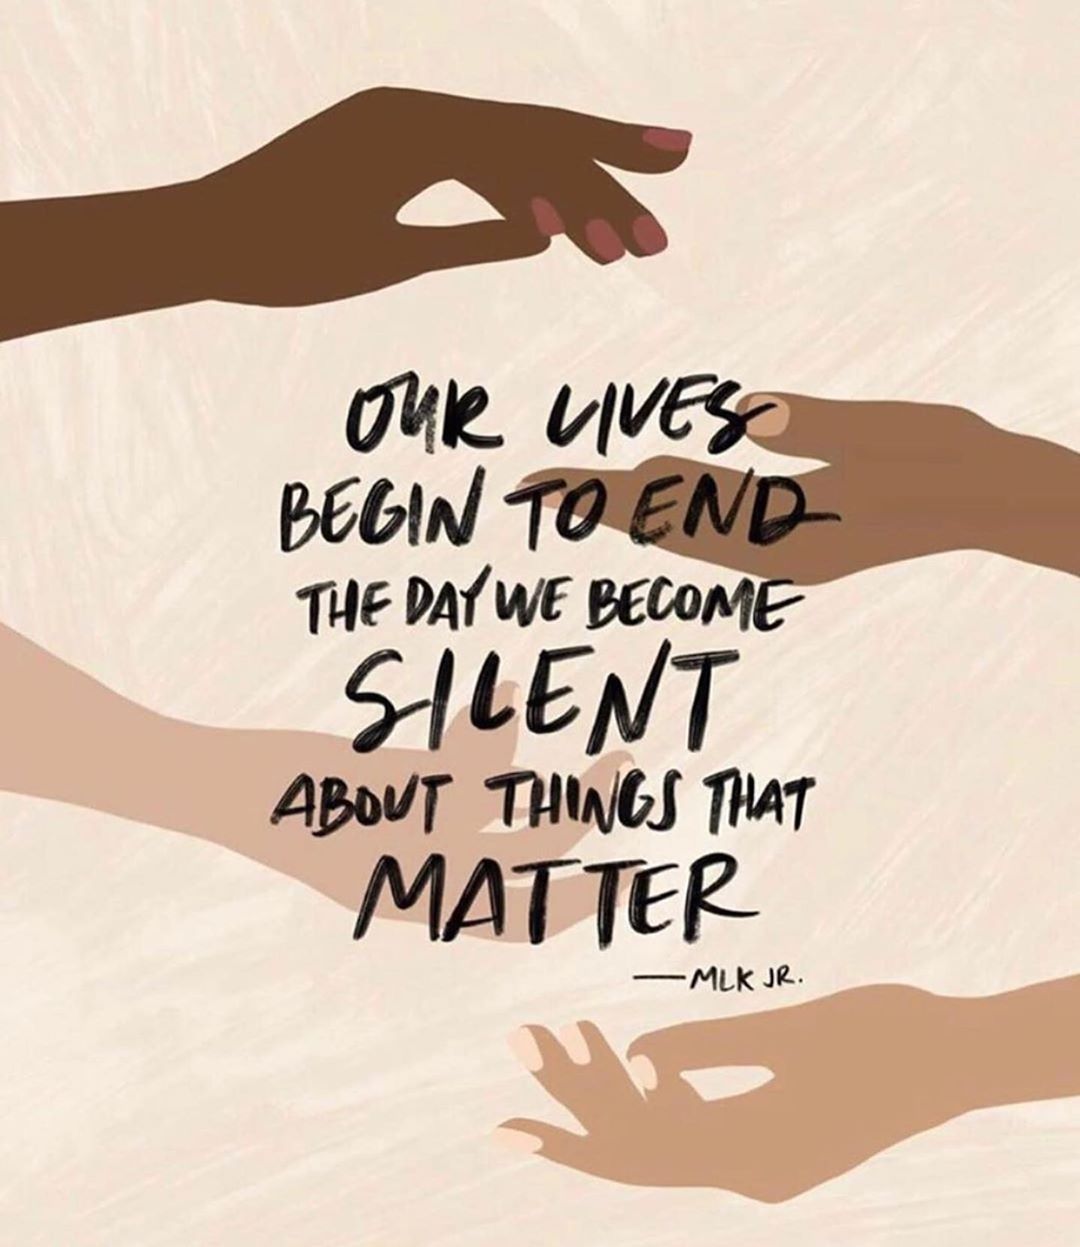 OUR LIVES
BEGIN TO END
THE DAY WE BECOME
SILENT
ABOUT THINGS THAT
MATTER
—MLK JR.